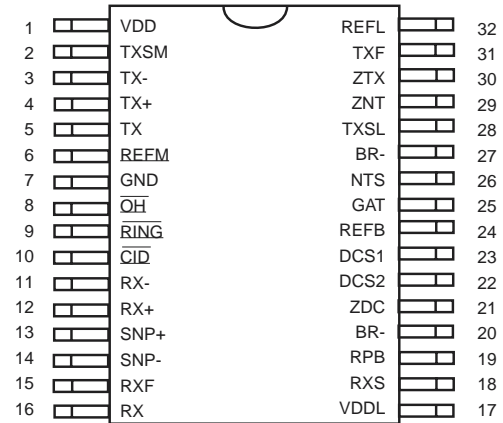 1 VDD REFL 32
2 TXSM TXF 31
3 TX- ZTX 30
4 TX+ ZNT 29
5 TX TXSL 28
6 REFM BR- 27
7 GND NTS 26
8 OH GAT 25
9 RING REFB 24
10 CID DCS1 23
11 RX- DCS2 22
12 RX+ ZDC 21
13 SNP+ BR- 20
14 SNP- RPB 19
15 RXF RXS 18
16 RX VDDL 17